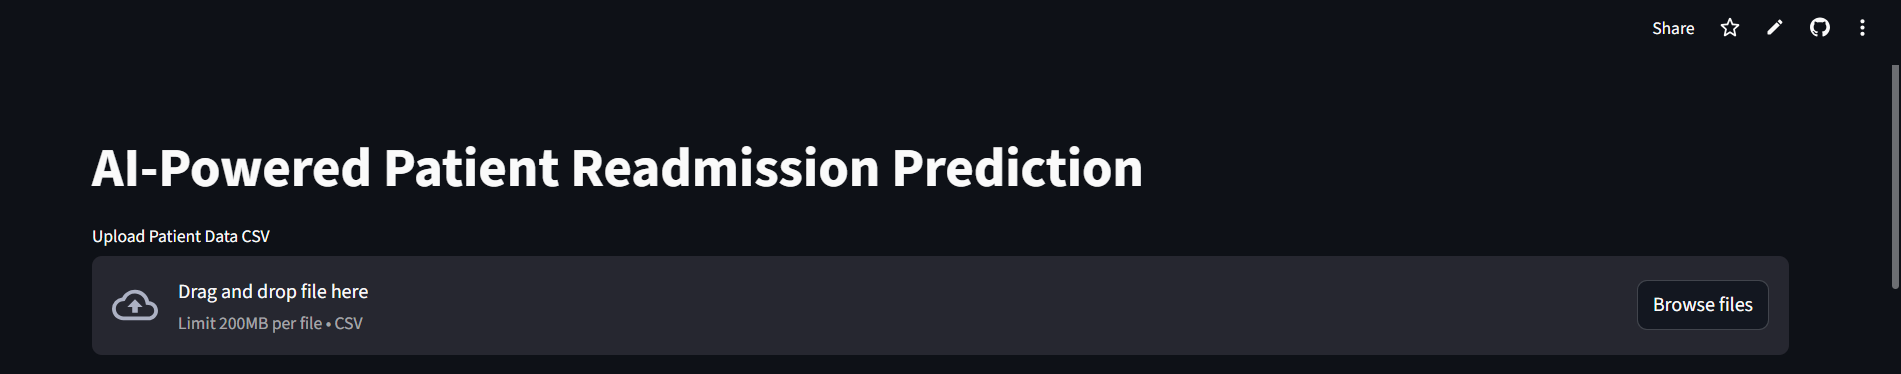 Share
AI-Powered Patient Readmission Prediction
Upload Patient Data CSV
Drag and drop file here
Limit 200MB per file • CSV
Browse files